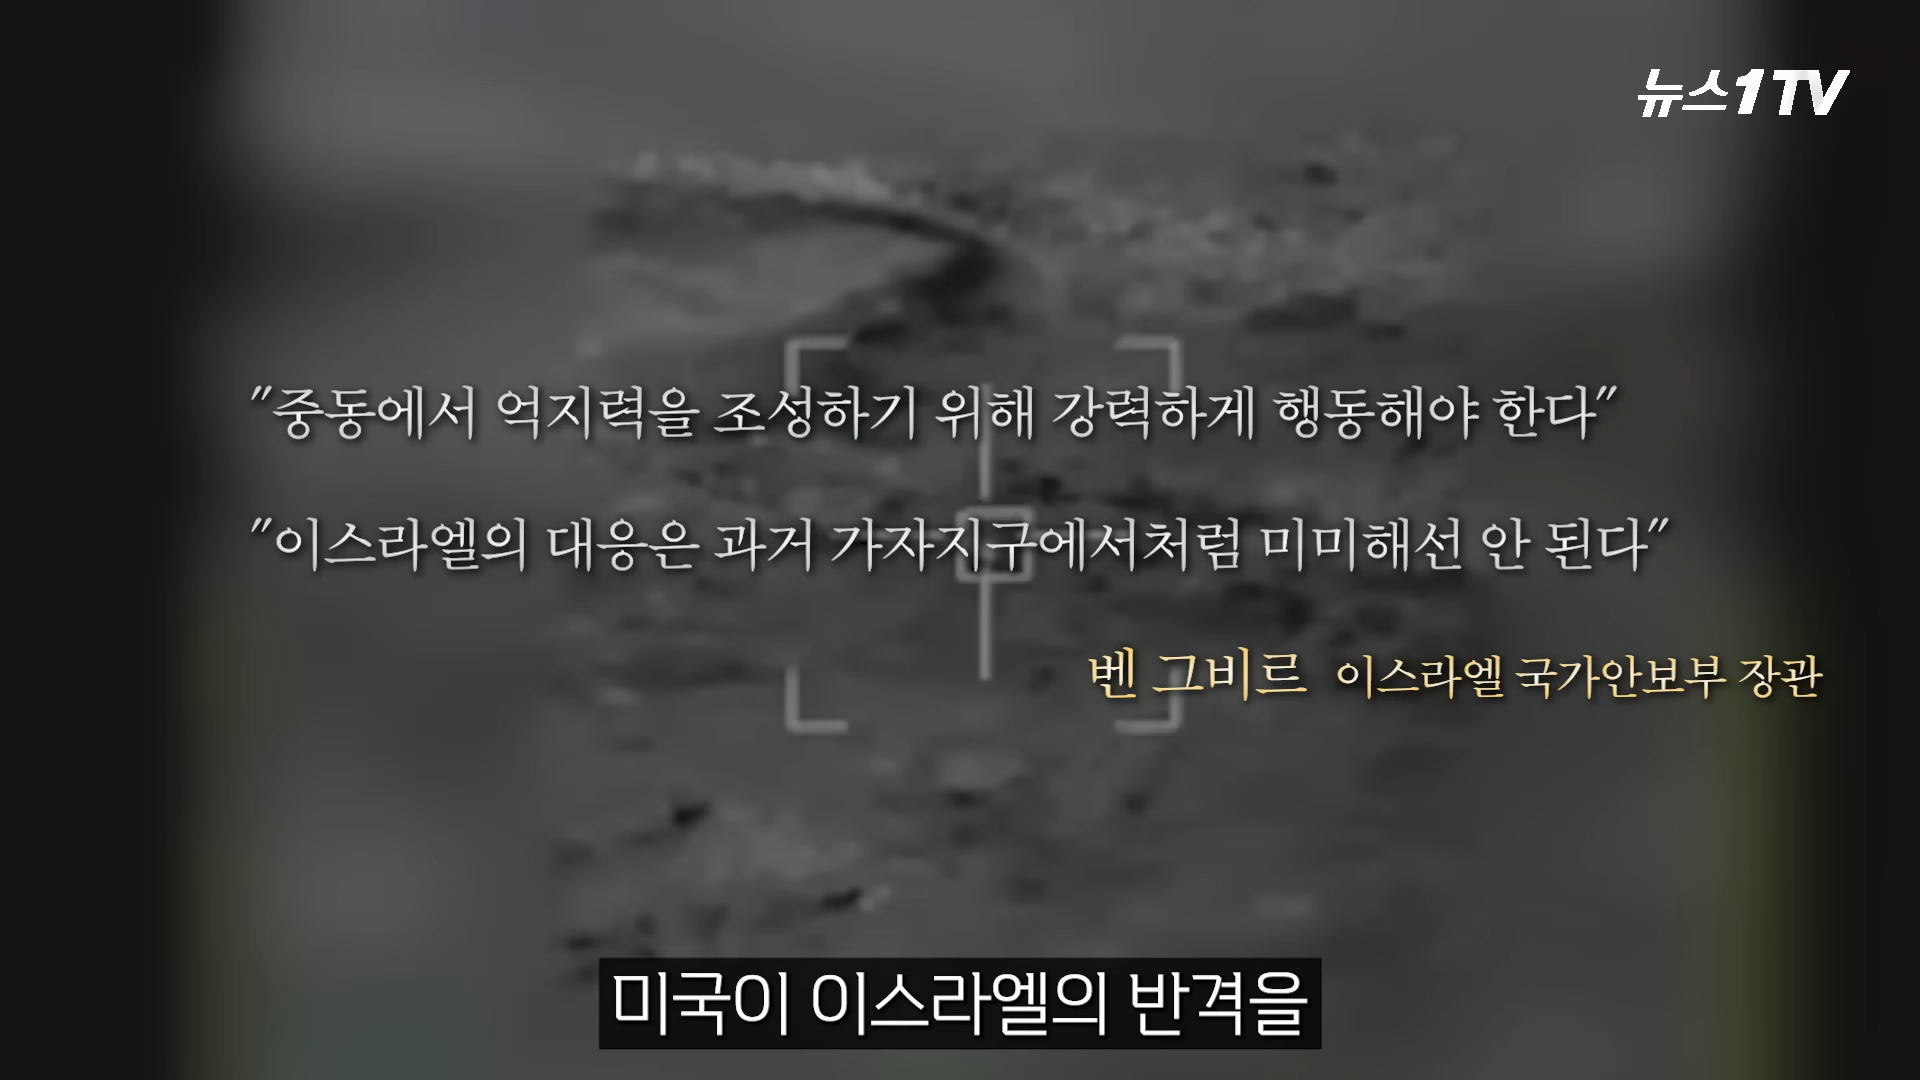 뉴스1TV
"중동에서 억지력을 조성하기 위해 강력하게 행동해야 한다"
"이스라엘의 대응은 과거 가자지구에서처럼 미미해선 안 된다"
벤 그비르 이스라엘 국가안보부 장관
미국이 이스라엘의 반격을